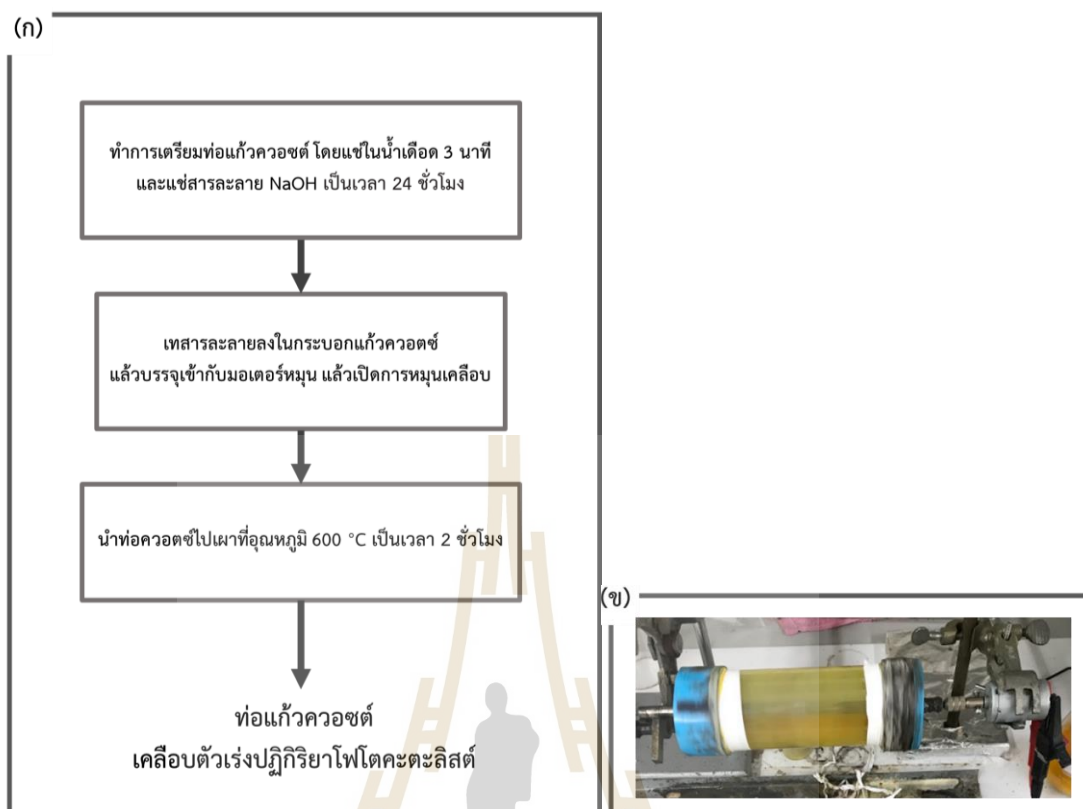 (ก)
ทำการเตรียมท่อแก้วควอซต์ โดยแช่ในน้ำเดือด 3 นาที
และแช่สารละลาย NaOH เป็นเวลา 24 ชั่วโมง
เทสารละลายลงในกระบอกแก้วควอตซ์
แล้วบรรจุเข้ากับมอเตอร์หมุน แล้วเปิดการหมุนเคลือบ
นำท่อควอตซ์ไปเผาที่อุณหภูมิ 600 °C เป็นเวลา 2 ชั่วโมง
ท่อแก้วควอซต์
เคลือบตัวเร่งปฏิกิริยาโฟโตคะตะลิสต์
(ข)